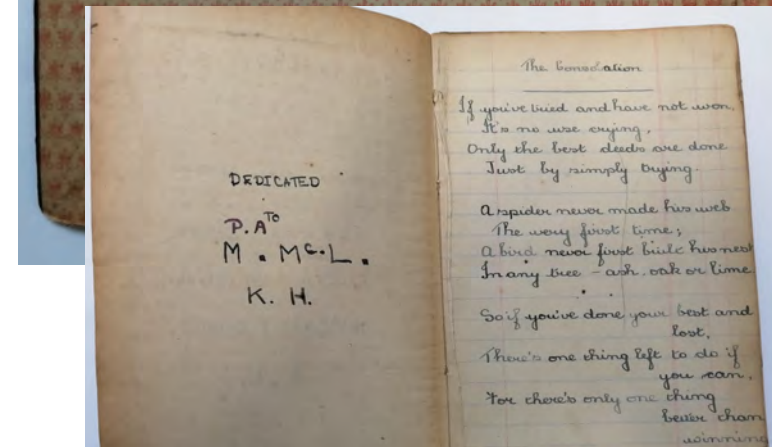 DEDICATED
TO
P.A
M. McL.
K. H.
The Consolation
If you've tried and have not won,
It's no use crying,
Only the best deeds are done
Just by simply trying.
A spider never made his web
The very first time;
A bird never first built his nest
In any tree – ash, oak or lime
So if you've done your best and
lost,
There's one thing left to do if
you can,
For there's only one thing
better than
winning